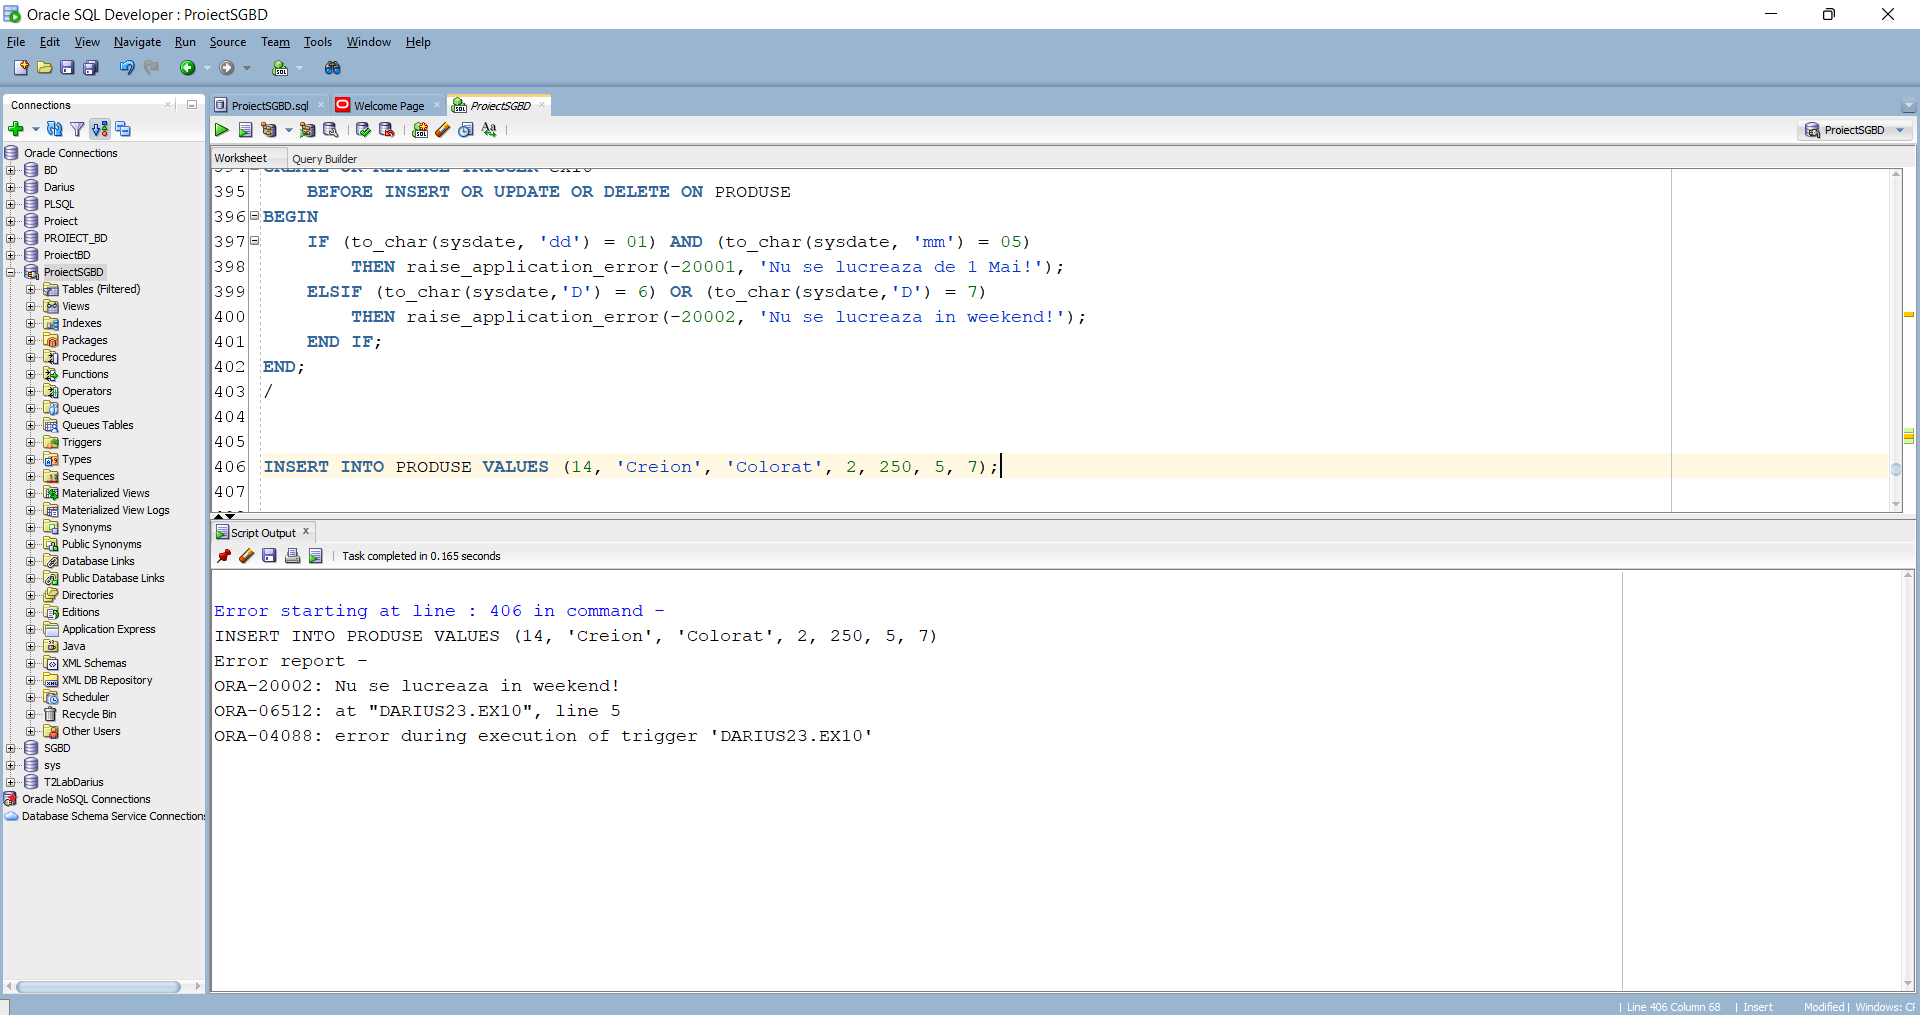 Oracle SQL Developer : ProiectSGBD
File Edit View Navigate Run Source Team Tools Window Help
Connections
ProiectSGBD.sql
Welcome Page
ProiectSGBD
ProiectSGBD
Worksheet
Query Builder
Oracle Connections
BD
Darius
PLSQL
Proiect
PROIECT_BD
ProiectBD
ProiectSGBD
Tables (Filtered)
Views
Indexes
Packages
Procedures
Functions
Operators
Queues
Queues Tables
Triggers
Types
Sequences
Materialized Views
Materialized View Logs
Synonyms
Public Synonyms
Database Links
Public Database Links
Directories
Editions
Application Express
Java
XML Schemas
XML DB Repository
Scheduler
Recycle Bin
Other Users
SGBD
sys
T2LabDarius
Oracle NoSQL Connections
Database Schema Service Connections
394 CREATE OR REPLACE TRIGGER ex10
395 BEFORE INSERT OR UPDATE OR DELETE ON PRODUSE
396 BEGIN
397 IF (to_char(sysdate, 'dd') = 01) AND (to_char(sysdate, 'mm') = 05)
398 THEN raise_application_error(-20001, 'Nu se lucreaza de 1 Mai!');
399 ELSIF (to_char(sysdate,'D') = 6) OR (to_char(sysdate,'D') = 7)
400 THEN raise_application_error(-20002, 'Nu se lucreaza in weekend!');
401 END IF;
402 END;
403 /
404
405
406 INSERT INTO PRODUSE VALUES (14, 'Creion', 'Colorat', 2, 250, 5, 7);
407
Script Output
Task completed in 0.165 seconds
Error starting at line : 406 in command -
INSERT INTO PRODUSE VALUES (14, 'Creion', 'Colorat', 2, 250, 5, 7)
Error report -
ORA-20002: Nu se lucreaza in weekend!
ORA-06512: at "DARIUS23.EX10", line 5
ORA-04088: error during execution of trigger 'DARIUS23.EX10'
Line 406 Column 68 | Insert | Modified | Windows: